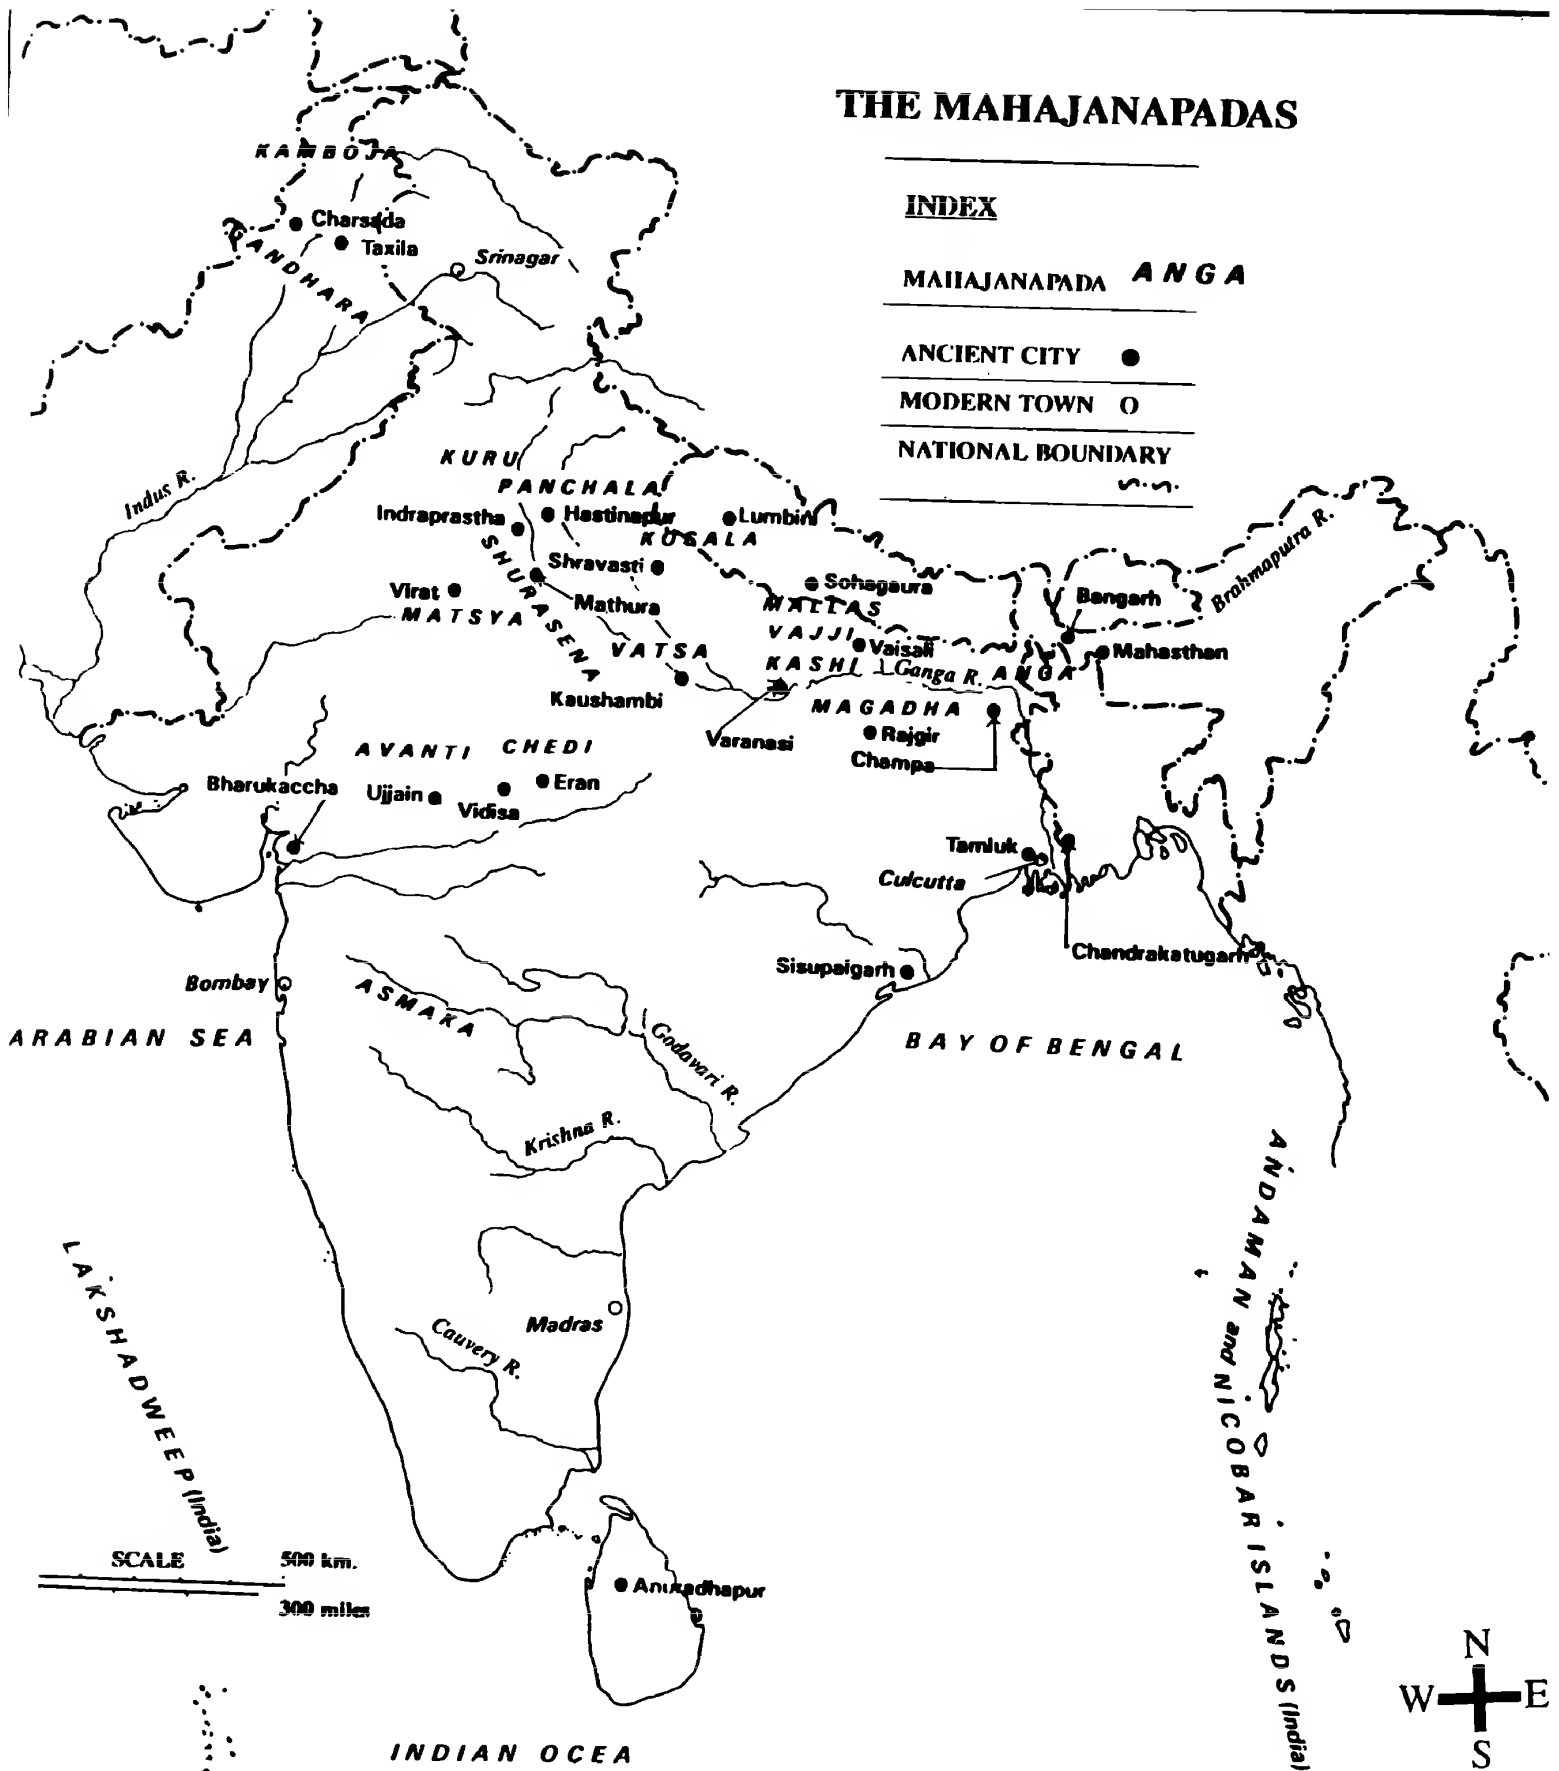 THE MAHAJANAPADAS
INDEX
MAHAJANAPADA ANGA
ANCIENT CITY
MODERN TOWN
NATIONAL BOUNDARY
KAMBOJA
Charsada
Taxila
GANDHARA
Srinagar
Indus R.
KURU
PANCHALA
Indraprastha
Hastinapur
Lumbini
KOSALA
SHURASENA
Shravasti
Sohagaura
Brahmaputra R.
Virat
Mathura
MALLAS
Bangarh
MATSYA
VATSA
VAJJI
Vaisali
Mahasthan
KASHI
Ganga R.
ANGA
Kaushambi
MAGADHA
Varanasi
Rajgir
Champa
AVANTI
CHEDI
Bharukaccha
Ujjain
Vidisa
Eran
Tamluk
Culcutta
Chandrakatugarh
Sisupalgarh
Bombay
ASMAKA
ARABIAN SEA
Godavari R.
BAY OF BENGAL
Krishna R.
LAKSHADWEEP (India)
Madras
Cauvery R.
ANDAMAN and NICOBAR ISLANDS (India)
SCALE
500 km.
300 miles
Anuradhapur
N
W E
S
INDIAN OCEA